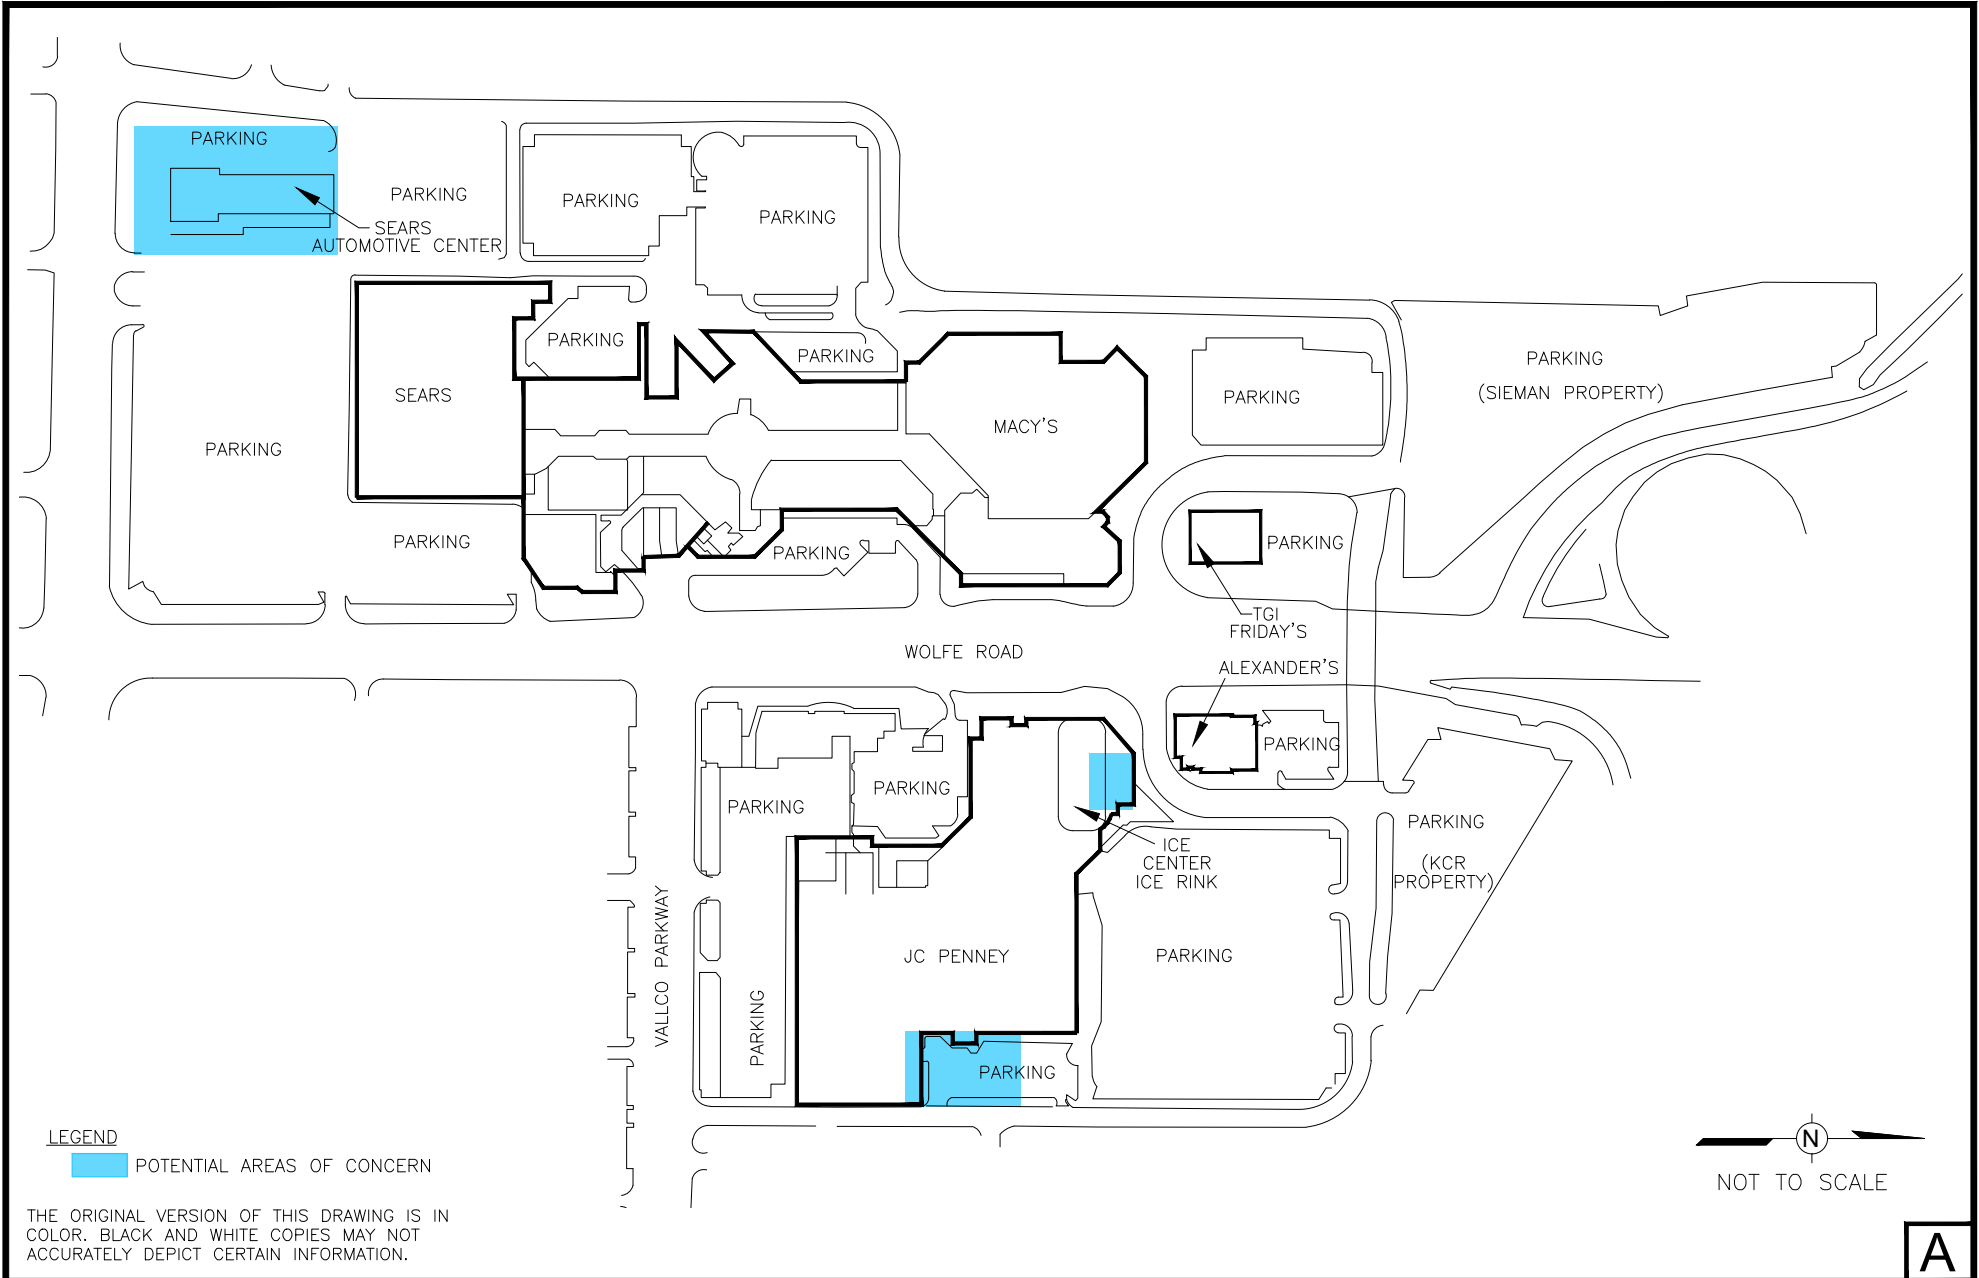 PARKING
PARKING
SEARS
AUTOMOTIVE CENTER
PARKING
PARKING
PARKING
PARKING
SEARS
PARKING
PARKING
MACY'S
PARKING
PARKING
(SIEMAN PROPERTY)
PARKING
PARKING
PARKING
TGI
FRIDAY'S
WOLFE ROAD
ALEXANDER'S
PARKING
PARKING
PARKING
ICE
CENTER
ICE RINK
PARKING
(KCR
PROPERTY)
VALLCO PARKWAY
PARKING
JC PENNEY
PARKING
PARKING
LEGEND
POTENTIAL AREAS OF CONCERN
THE ORIGINAL VERSION OF THIS DRAWING IS IN
COLOR. BLACK AND WHITE COPIES MAY NOT
ACCURATELY DEPICT CERTAIN INFORMATION.
N
NOT TO SCALE
A